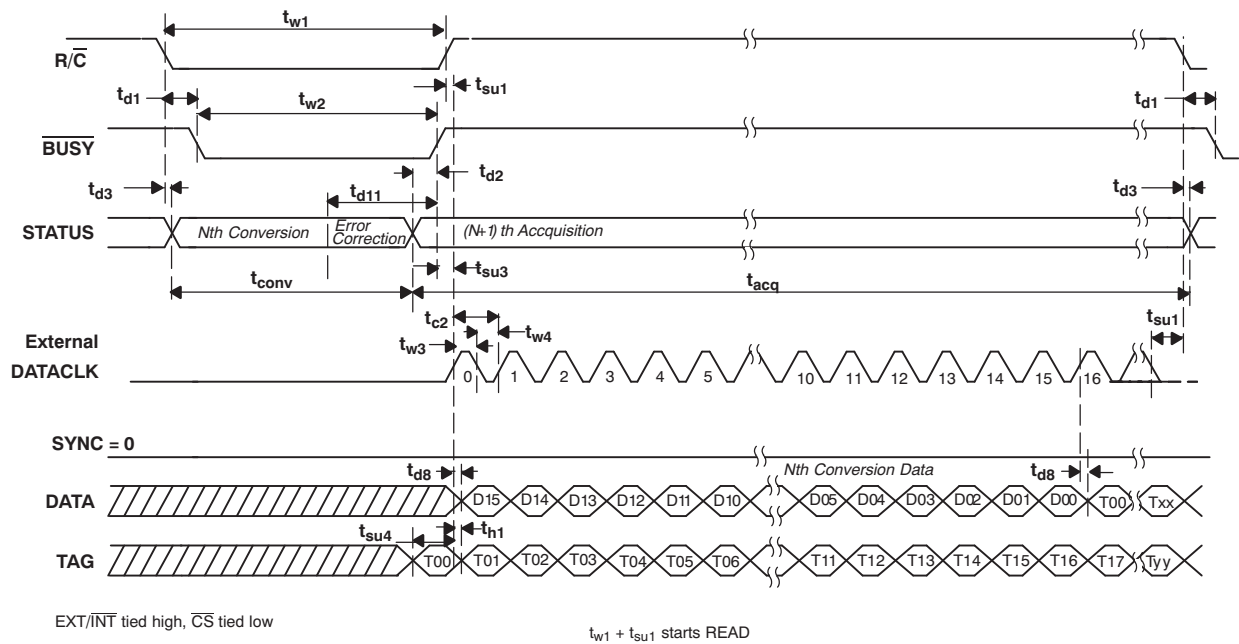 tw1
R/C
tsu1
td1
tw2
td1
BUSY
td2
td3
td11
td3
STATUS
Nth Conversion
Error
Correction
(N+1) th Accquisition
tsu3
tconv
tacq
tc2
tw4
tsu1
External
tw3
DATACLK
0 1 2 3 4 5 10 11 12 13 14 15 16
SYNC = 0
td8
Nth Conversion Data
td8
DATA
D15 D14 D13 D12 D11 D10 D05 D04 D03 D02 D01 D00 T00 Txx
tsu4
th1
TAG
T00 T01 T02 T03 T04 T05 T06 T11 T12 T13 T14 T15 T16 T17 Tyy
EXT/INT tied high, CS tied low
tw1 + tsu1 starts READ